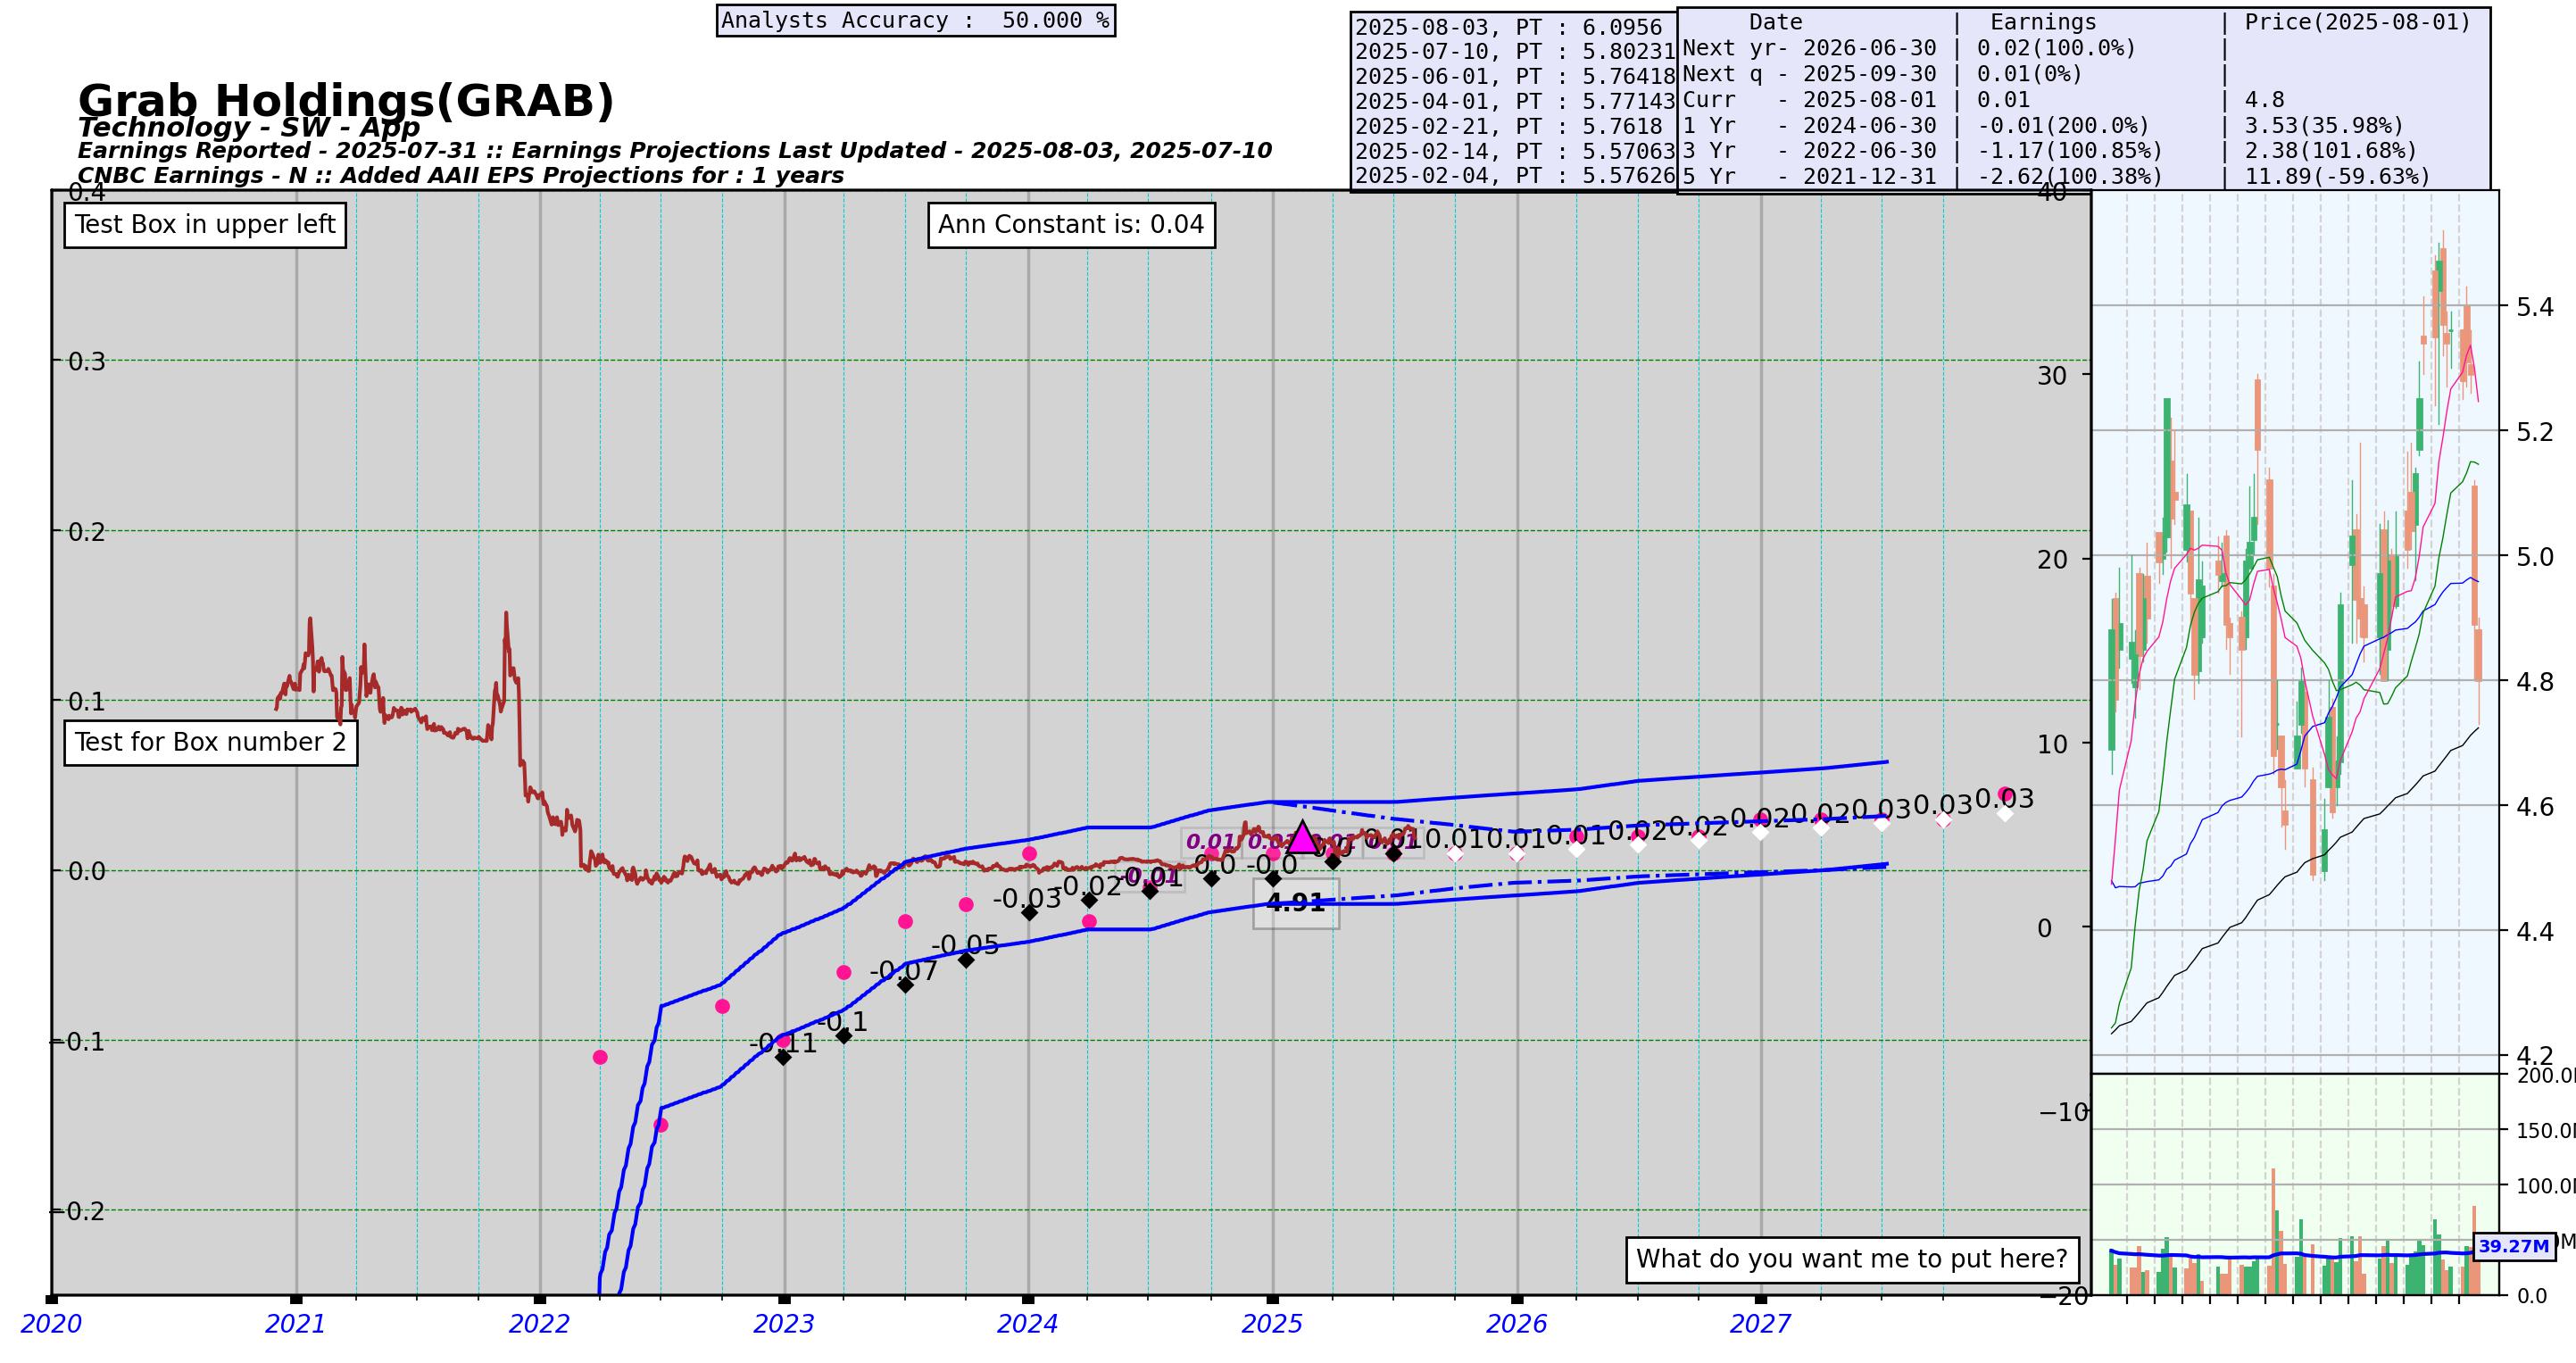 Analysts Accuracy :  50.000 %
2025-08-03, PT : 6.0956
2025-07-10, PT : 5.80231
2025-06-01, PT : 5.76418
2025-04-01, PT : 5.77143
2025-02-21, PT : 5.7618
2025-02-14, PT : 5.57063
2025-02-04, PT : 5.57626
Date | Earnings | Price(2025-08-01)
Next yr- 2026-06-30 | 0.02(100.0%) |
Next q - 2025-09-30 | 0.01(0%) |
Curr - 2025-08-01 | 0.01 | 4.8
1 Yr - 2024-06-30 | -0.01(200.0%) | 3.53(35.98%)
3 Yr - 2022-06-30 | -1.17(100.85%) | 2.38(101.68%)
5 Yr - 2021-12-31 | -2.62(100.38%) | 11.89(-59.63%)
Grab Holdings(GRAB)
Technology - SW - App
Earnings Reported - 2025-07-31 :: Earnings Projections Last Updated - 2025-08-03, 2025-07-10
CNBC Earnings - N :: Added AAII EPS Projections for : 1 years
Test Box in upper left
Ann Constant is: 0.04
Test for Box number 2
What do you want me to put here?
0.4
0.3
0.2
0.1
0.0
−0.1
−0.2
-0.11
-0.1
-0.07
-0.05
-0.03
-0.02
-0.01
0.0
-0.0
0.01
4.91
0.01
0.01
0.01
0.02
0.02
0.02
0.02
0.03
0.03
0.03
40
30
20
10
0
−10
−20
5.4
5.2
5.0
4.8
4.6
4.4
4.2
200.0
150.0
100.0
39.27M
0.0
2020
2021
2022
2023
2024
2025
2026
2027